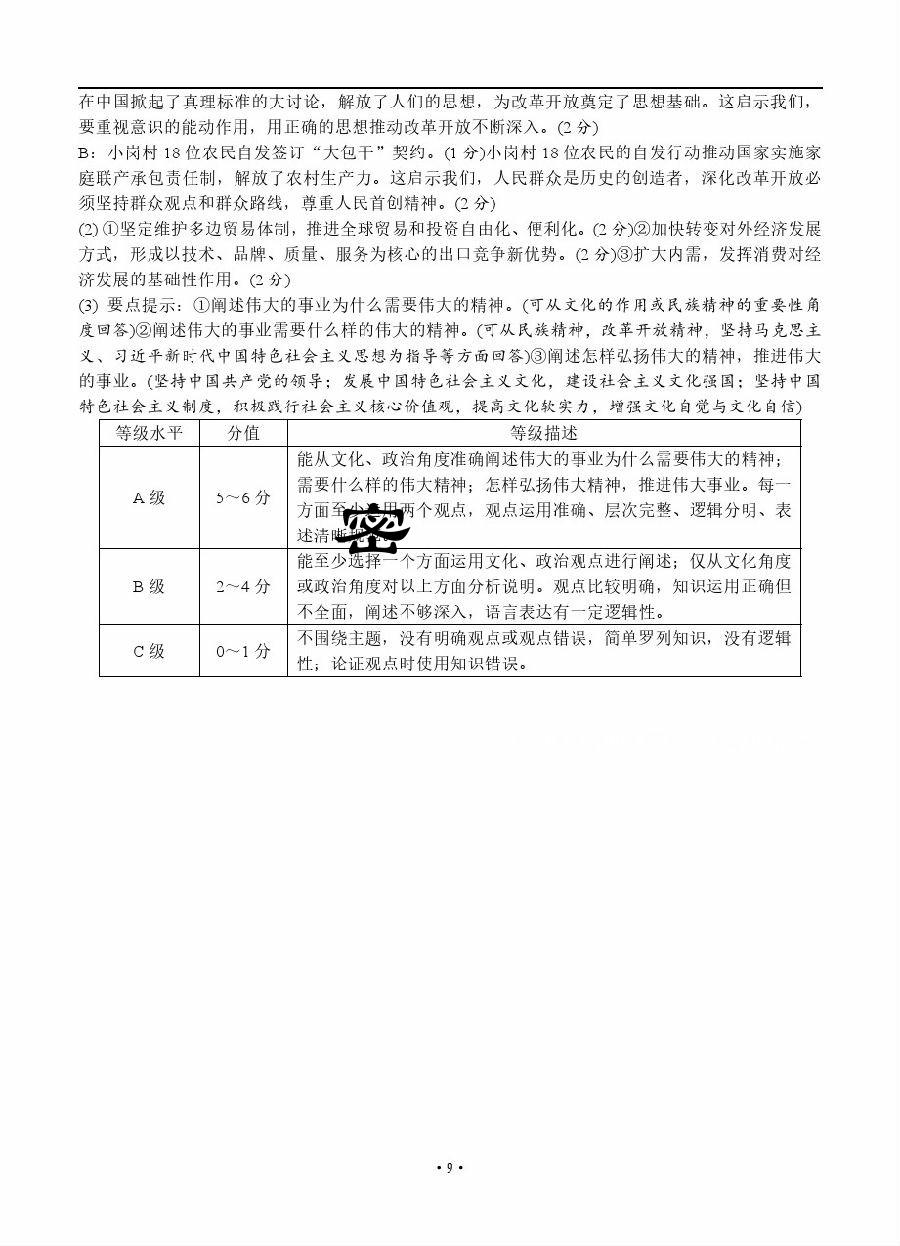 在中国掀起了真理标准的大讨论，解放了人们的思想，为改革开放奠定了思想基础。这启示我们，
要重视意识的能动作用，用正确的思想推动改革开放不断深入。(2 分)
B：小岗村 18 位农民自发签订“大包干”契约。(1 分)小岗村 18 位农民的自发行动推动国家实施家
庭联产承包责任制，解放了农村生产力。这启示我们，人民群众是历史的创造者，深化改革开放必
须坚持群众观点和群众路线，尊重人民首创精神。(2 分)
(2) ①坚定维护多边贸易体制，推进全球贸易和投资自由化、便利化。(2 分)②加快转变对外经济发展
方式，形成以技术、品牌、质量、服务为核心的出口竞争新优势。(2 分)③扩大内需，发挥消费对经
济发展的基础性作用。(2 分)
(3) 要点提示：①阐述伟大的事业为什么需要伟大的精神。(可从文化的作用或民族精神的重要性角
度回答)②阐述伟大的事业需要什么样的伟大的精神。(可从民族精神，改革开放精神，坚持马克思主
义、习近平新时代中国特色社会主义思想为指导等方面回答)③阐述怎样弘扬伟大的精神，推进伟大
的事业。(坚持中国共产党的领导；发展中国特色社会主义文化，建设社会主义文化强国；坚持中国
特色社会主义制度，积极践行社会主义核心价值观，提高文化软实力，增强文化自觉与文化自信)
等级水平 分值 等级描述
A 级 5～6 分 能从文化、政治角度准确阐述伟大的事业为什么需要伟大的精神；
需要什么样的伟大精神；怎样弘扬伟大精神，推进伟大事业。每一
方面至少运用两个观点，观点运用准确、层次完整、逻辑分明、表
述清晰
密
B 级 2～4 分 能至少选择一个方面运用文化、政治观点进行阐述；仅从文化角度
或政治角度对以上方面分析说明。观点比较明确，知识运用正确但
不全面，阐述不够深入，语言表达有一定逻辑性。
C 级 0～1 分 不围绕主题，没有明确观点或观点错误，简单罗列知识，没有逻辑
性；论证观点时使用知识错误。
·9·